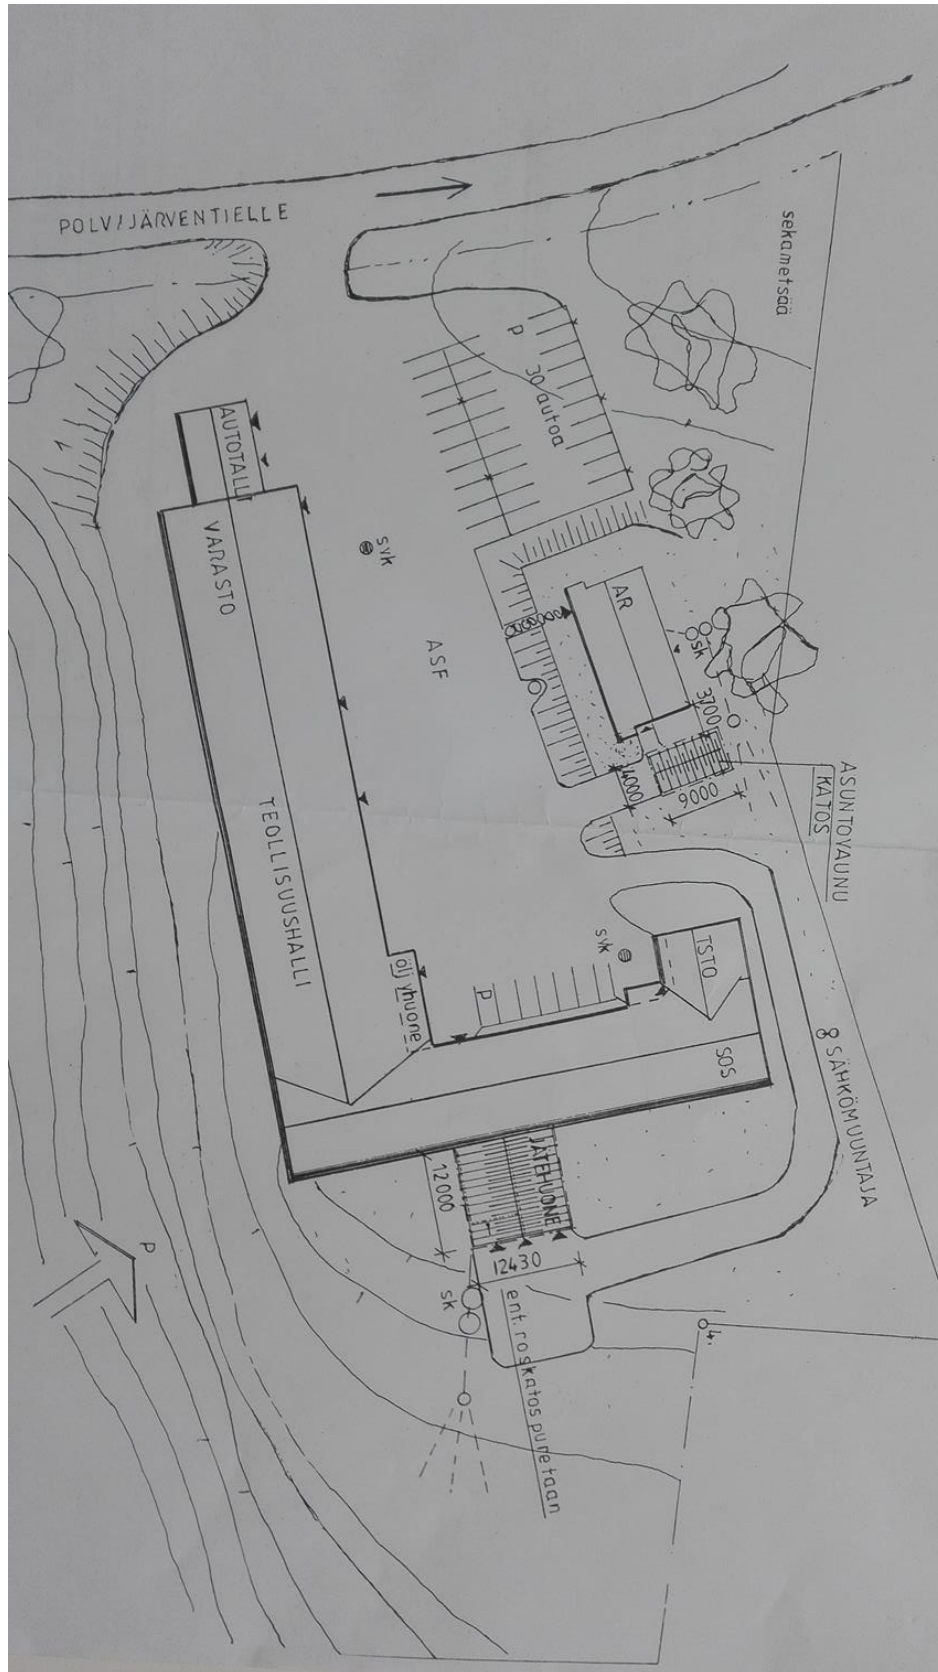 POLVIJÄRVENTIELLE
sekametsää
P
30 autoa
AUTOTALLI
VARASTO
svk
ASF
AR
sk
3700
4000
9000
ASUNTOVAUNU
KATOS
TEOLLISUUSHALLI
öljyhuone
svk
P
TSTO
SOS
SÄHKÖMUUNTAJA
JÄTEHUONE
12000
12430
sk
ent. roskatos puretaan
4.
P